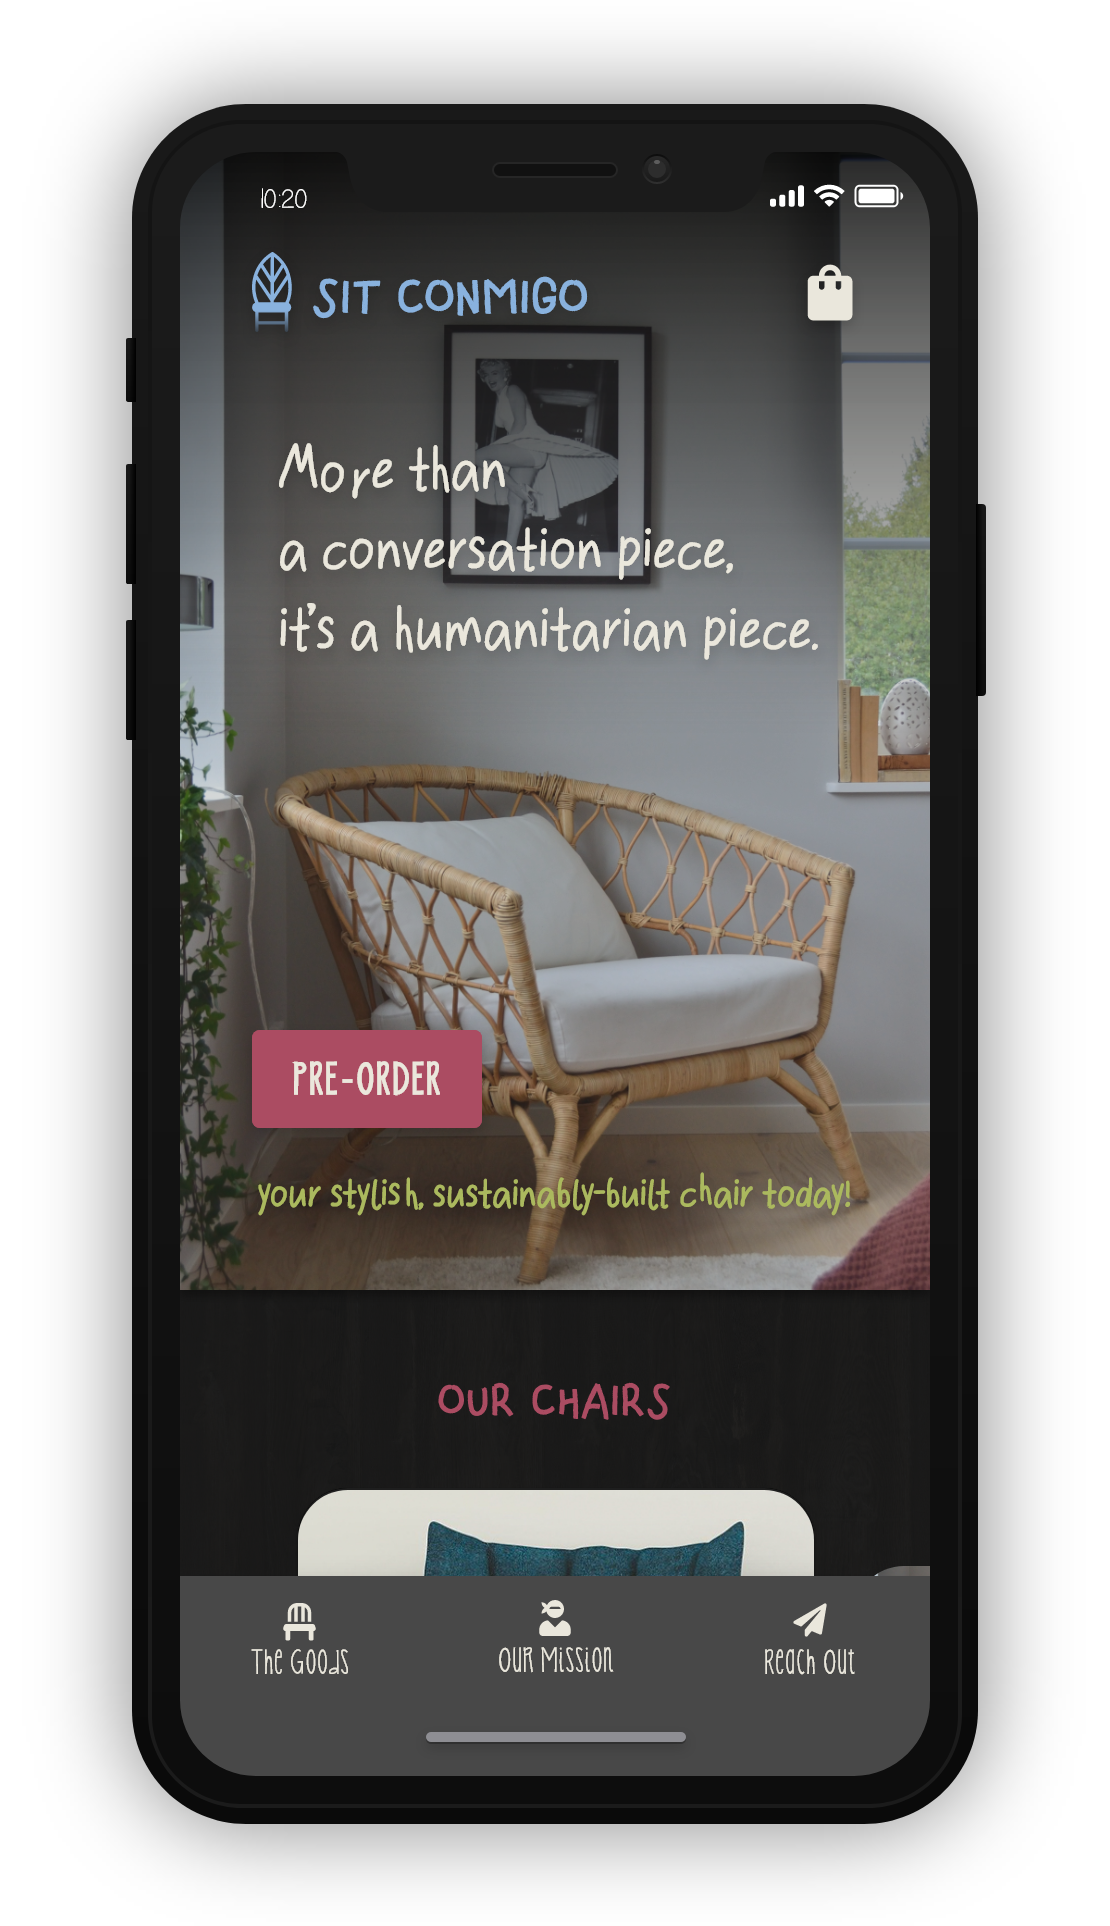 10:20
SIT CONMIGO
More than
a conversation piece,
it's a humanitarian piece.
PRE-ORDER
your stylish, sustainably-built chair today!
OUR CHAIRS
The Goods
OUR Mission
Reach Out